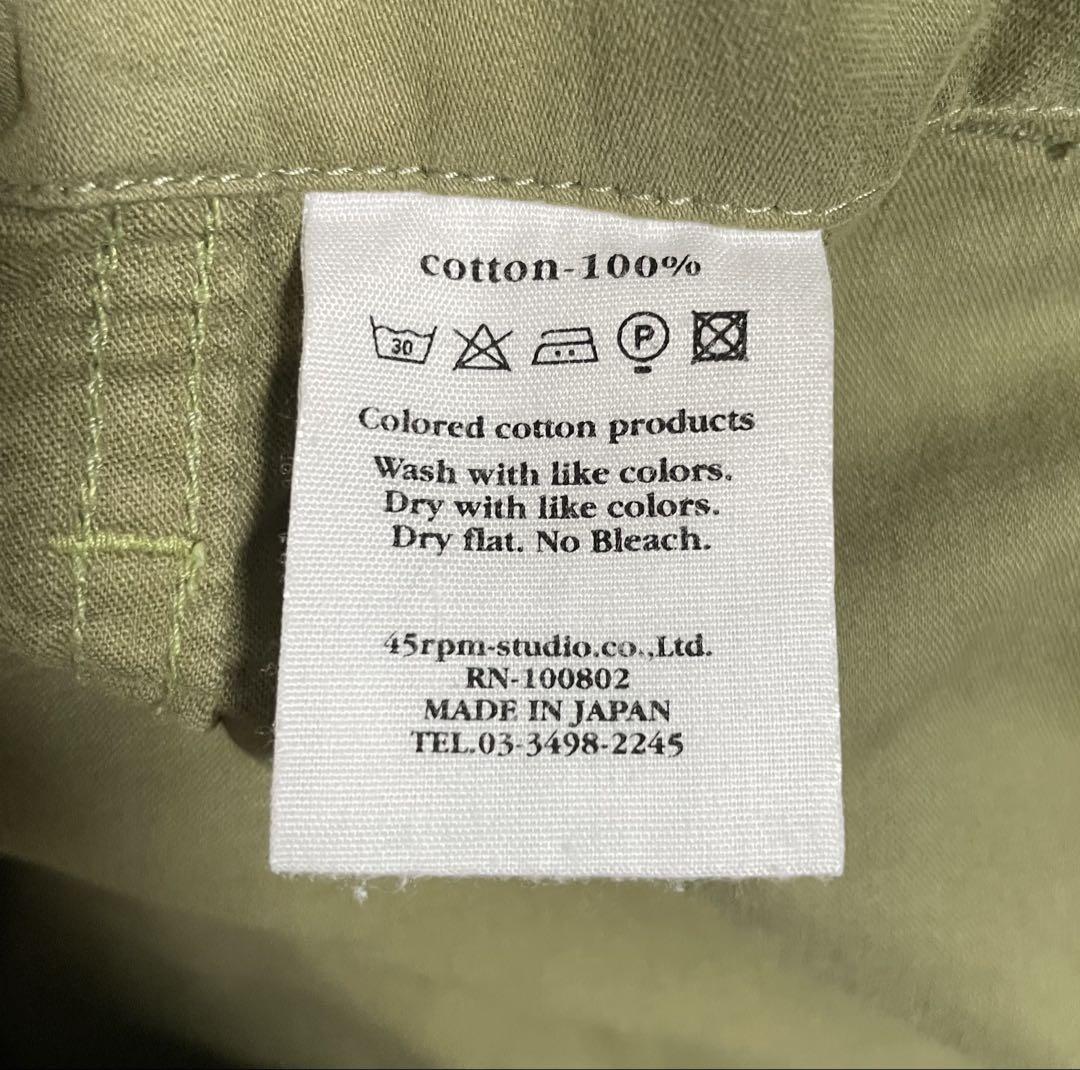 cotton-100%
30 P
Colored cotton products
Wash with like colors.
Dry with like colors.
Dry flat. No Bleach.
45rpm-studio.co.,Ltd.
RN-100802
MADE IN JAPAN
TEL.03-3498-2245